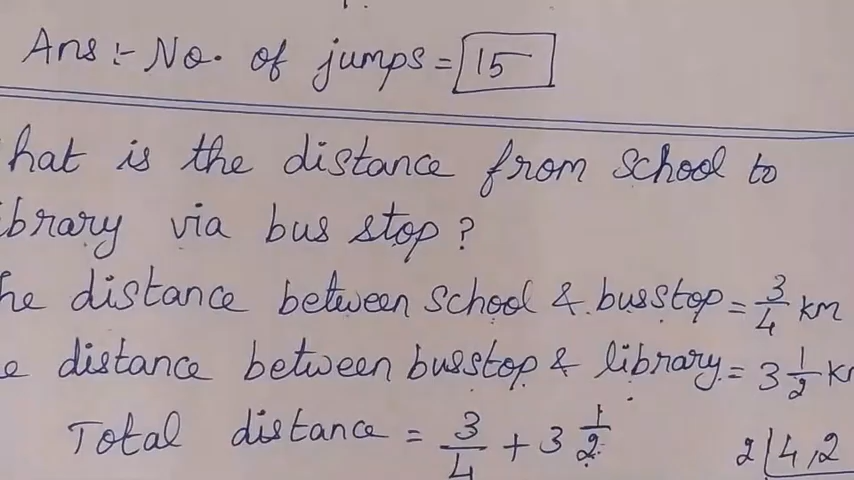 Ans :- No. of jumps = 15
hat is the distance from school to
ibrary via bus stop?
he distance between school & busstop = 3/4 km
e distance between busstop & library = 3 1/2 K
Total distance = 3/4 + 3 1/2
2 4,2